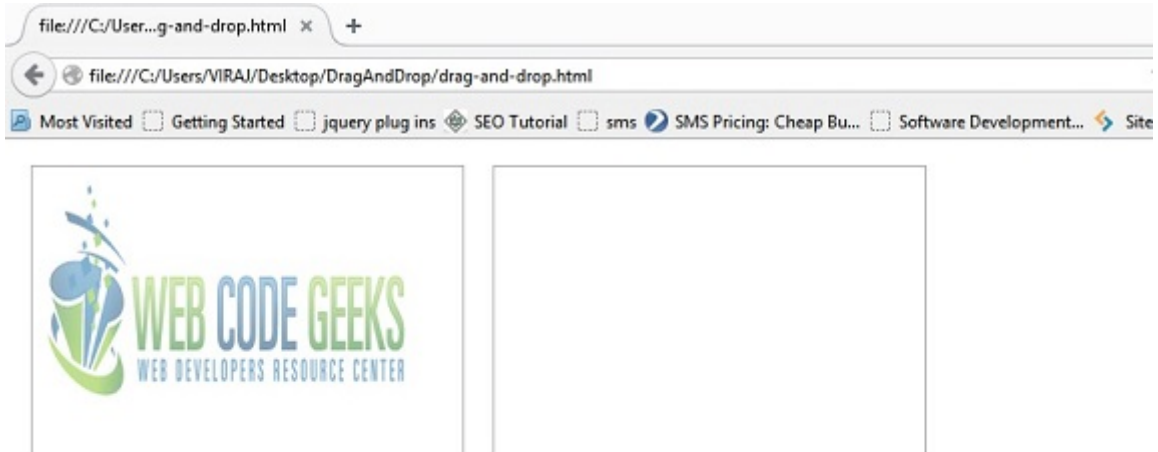 file:///C:/User...g-and-drop.html
file:///C:/Users/VIRAJ/Desktop/DragAndDrop/drag-and-drop.html
Most Visited Getting Started jquery plug ins SEO Tutorial sms SMS Pricing: Cheap Bu... Software Development... Site
WEB CODE GEEKS
WEB DEVELOPERS RESOURCE CENTER